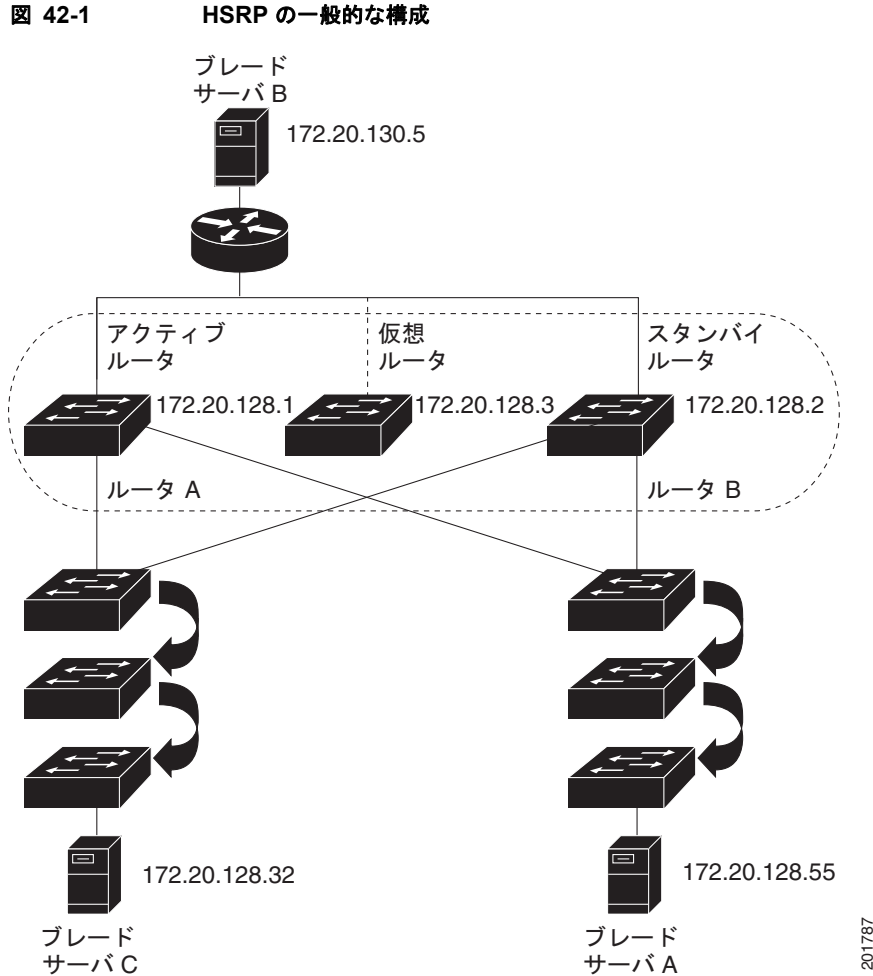 図 42-1 HSRP の一般的な構成
ブレード
サーバ B
172.20.130.5
アクティブ
ルータ
仮想
ルータ
スタンバイ
ルータ
172.20.128.1
172.20.128.3
172.20.128.2
ルータ A
ルータ B
172.20.128.32
172.20.128.55
ブレード
サーバ C
ブレード
サーバ A
201787